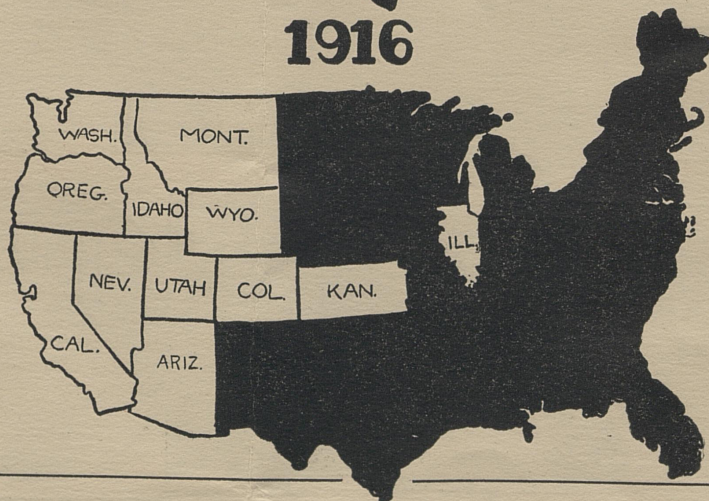 1916
WASH.
MONT.
OREG.
IDAHO
WYO.
ILL.
NEV.
UTAH
COL.
KAN.
CAL.
ARIZ.